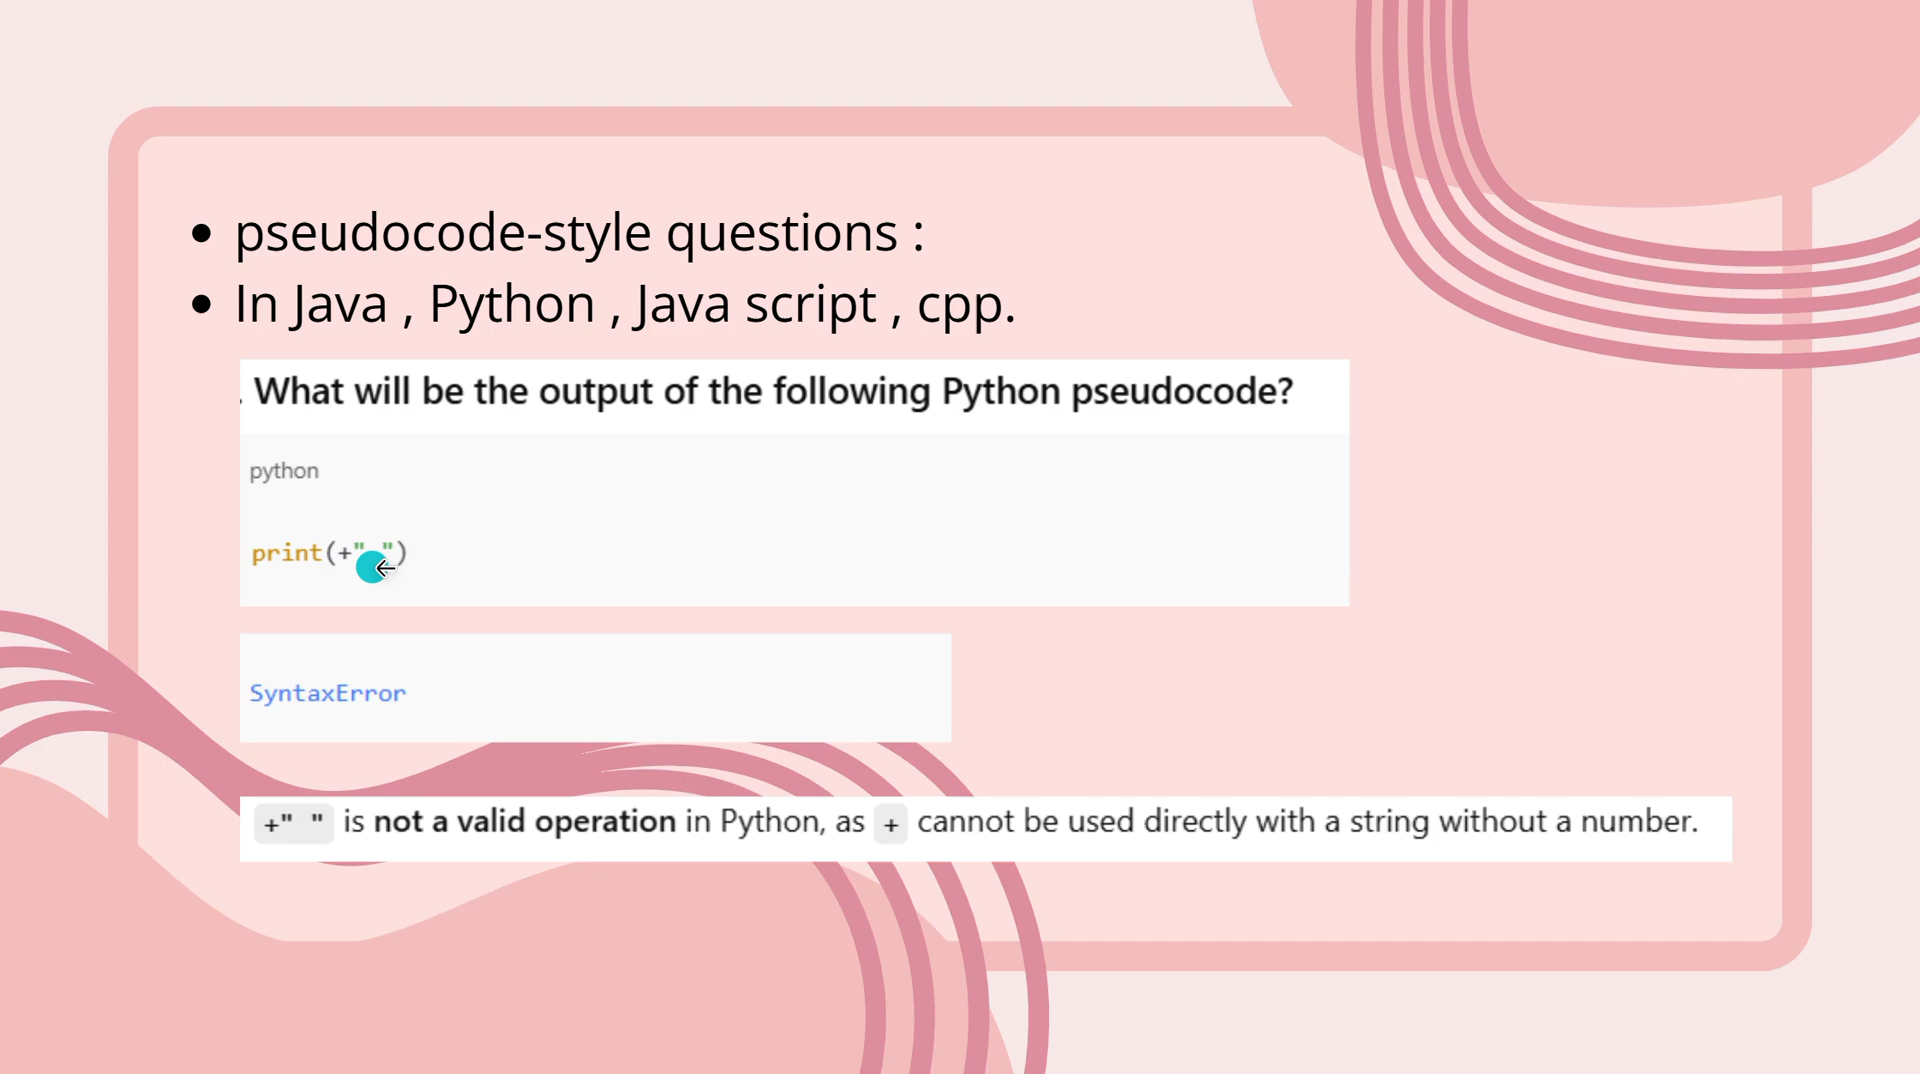 • pseudocode-style questions :
• In Java , Python , Java script , cpp.
. What will be the output of the following Python pseudocode?
python
print(+" ")
SyntaxError
+" " is not a valid operation in Python, as + cannot be used directly with a string without a number.